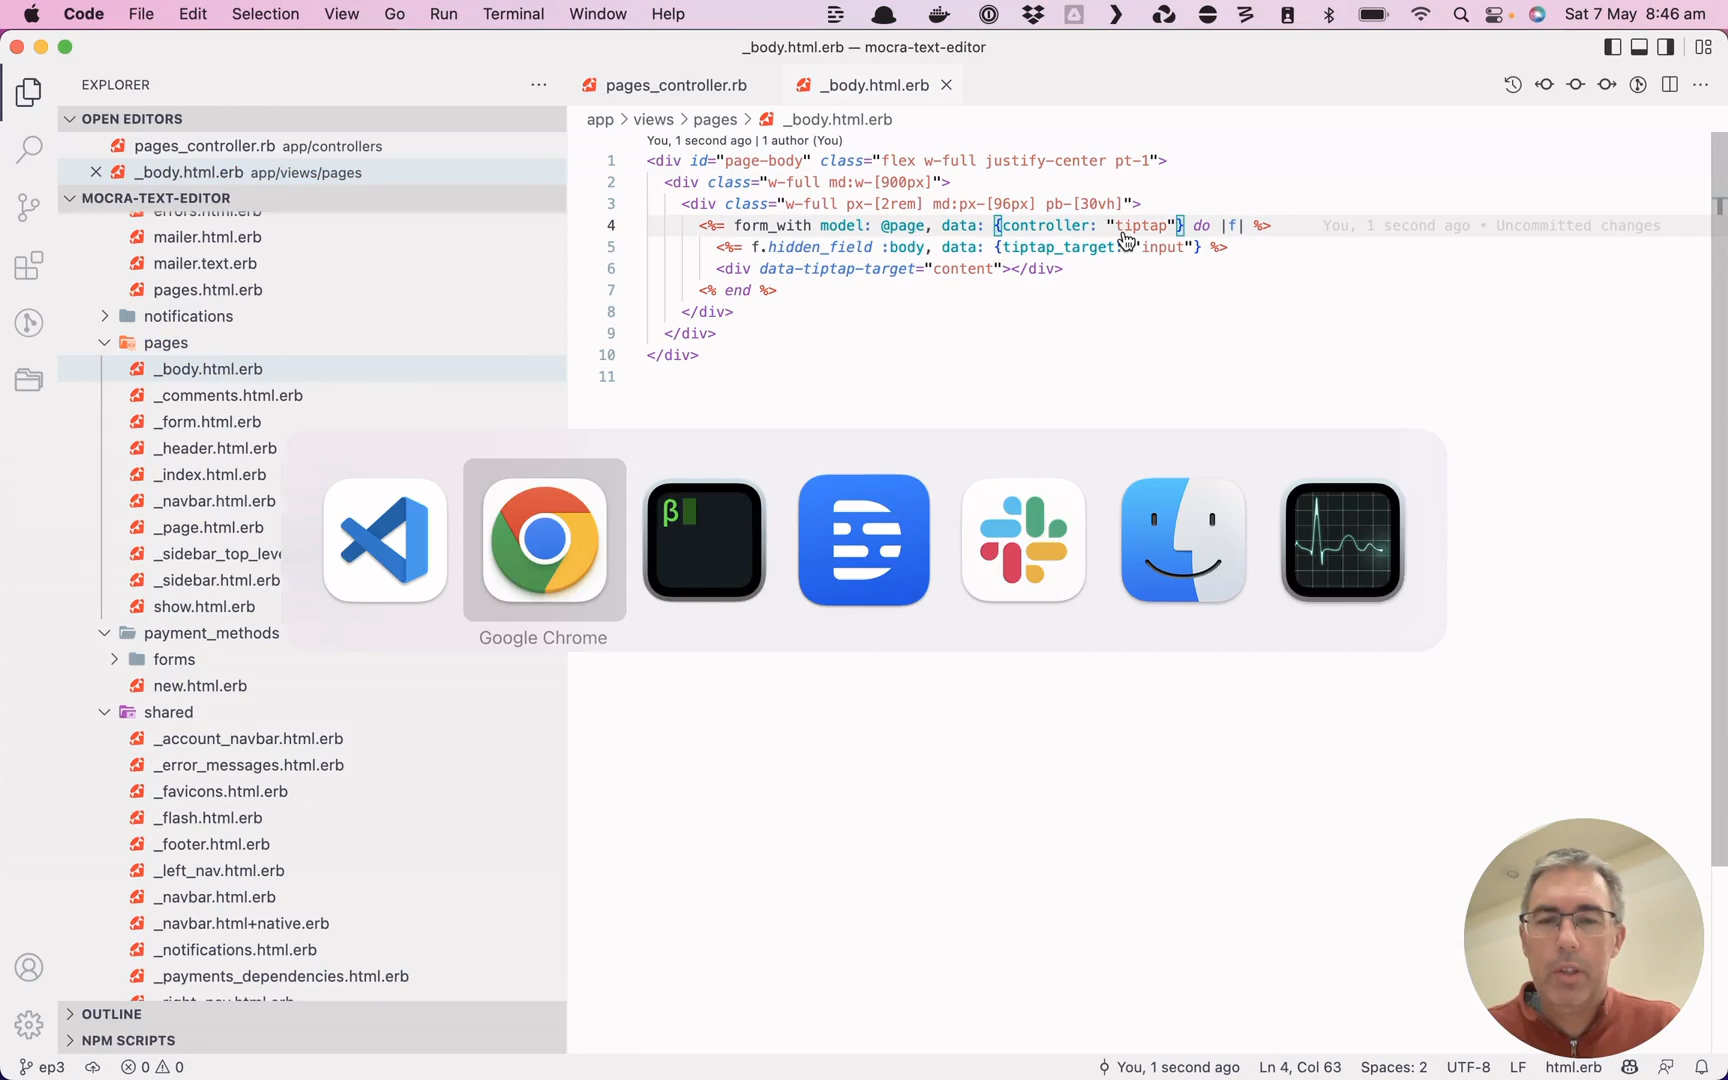 Code File Edit Selection View Go Run Terminal Window Help Sat 7 May 8:46 am
_body.html.erb — mocra-text-editor
EXPLORER
OPEN EDITORS
pages_controller.rb app/controllers
_body.html.erb app/views/pages
MOCRA-TEXT-EDITOR
errors.html.erb
mailer.html.erb
mailer.text.erb
pages.html.erb
notifications
pages
_body.html.erb
_comments.html.erb
_form.html.erb
_header.html.erb
_index.html.erb
_navbar.html.erb
_page.html.erb
_sidebar_top_leve
_sidebar.html.erb
show.html.erb
payment_methods
forms
new.html.erb
shared
_account_navbar.html.erb
_error_messages.html.erb
_favicons.html.erb
_flash.html.erb
_footer.html.erb
_left_nav.html.erb
_navbar.html.erb
_navbar.html+native.erb
_notifications.html.erb
_payments_dependencies.html.erb
_right_nav.html.erb
OUTLINE
NPM SCRIPTS
pages_controller.rb _body.html.erb
app > views > pages > _body.html.erb
You, 1 second ago | 1 author (You)
1 <div id="page-body" class="flex w-full justify-center pt-1">
2 <div class="w-full md:w-[900px]">
3 <div class="w-full px-[2rem] md:px-[96px] pb-[30vh]">
4 <%= form_with model: @page, data: {controller: "tiptap"} do |f| %> You, 1 second ago • Uncommitted changes
5 <%= f.hidden_field :body, data: {tiptap_target: "input"} %>
6 <div data-tiptap-target="content"></div>
7 <% end %>
8 </div>
9 </div>
10 </div>
11
β
Google Chrome
ep3 0 0 You, 1 second ago Ln 4, Col 63 Spaces: 2 UTF-8 LF html.erb